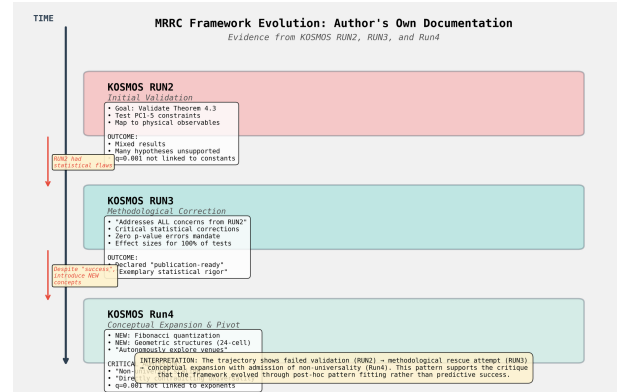 TIME
MRRC Framework Evolution: Author's Own Documentation
Evidence from KOSMOS RUN2, RUN3, and Run4
KOSMOS RUN2
Initial Validation
• Goal: Validate Theorem 4.3
• Test PC1-5 constraints
• Map to physical observables
OUTCOME:
• Mixed results
• Many hypotheses unsupported
• q=0.001 not linked to constants
RUN2 had
statistical flaws
KOSMOS RUN3
Methodological Correction
• "Addresses ALL concerns from RUN2"
• Critical statistical corrections
• Zero p-value errors mandate
• Effect sizes for 100% of tests
OUTCOME:
• Declared "publication-ready"
"Exemplary statistical rigor"
Despite "success",
introduce NEW
concepts
KOSMOS Run4
Conceptual Expansion & Pivot
• NEW: Fibonacci quantization
• NEW: Geometric structures (24-cell)
• "Autonomously explore venues"
• q=0.001 not linked to exponents
INTERPRETATION: The trajectory shows failed validation (RUN2) → methodological rescue attempt (RUN3)
→ conceptual expansion with admission of non-universality (Run4). This pattern supports the critique
that the framework evolved through post-hoc pattern fitting rather than predictive success.